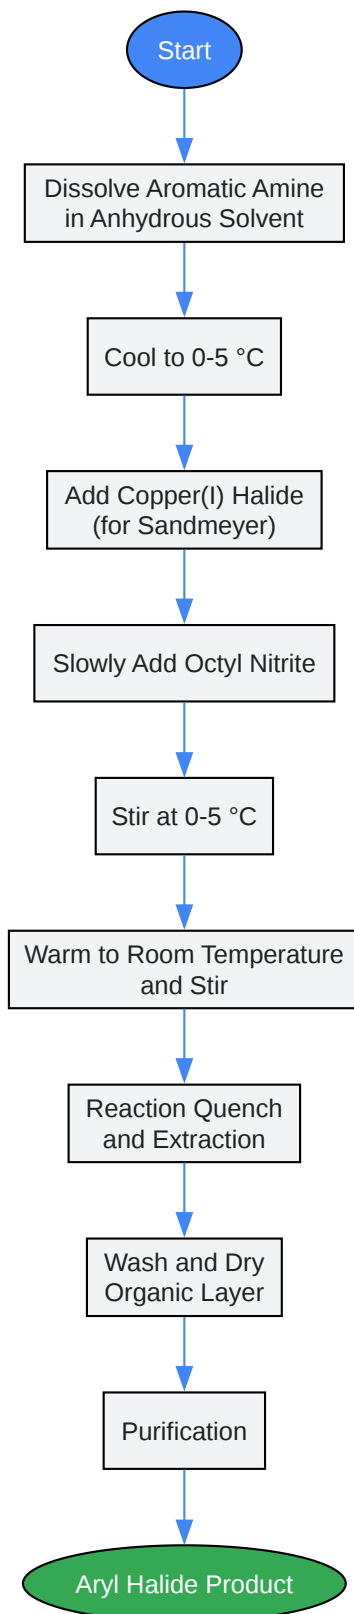 Start
Dissolve Aromatic Amine
in Anhydrous Solvent
Cool to 0-5 °C
Add Copper(I) Halide
(for Sandmeyer)
Slowly Add Octyl Nitrite
Stir at 0-5 °C
Warm to Room Temperature
and Stir
Reaction Quench
and Extraction
Wash and Dry
Organic Layer
Purification
Aryl Halide Product